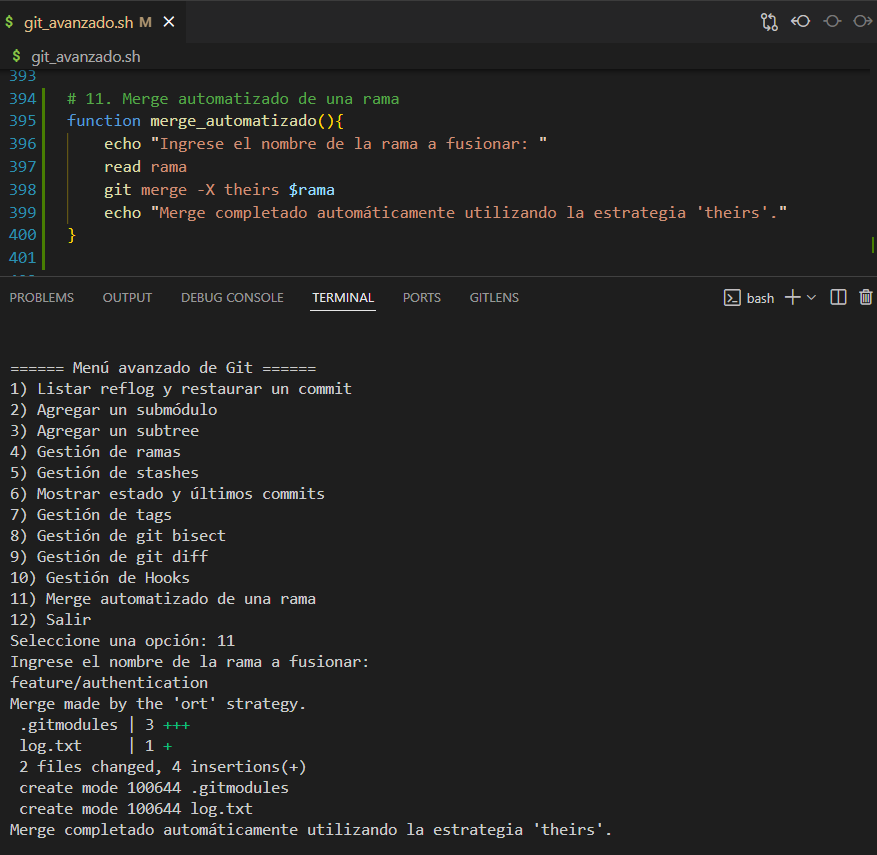 $ git_avanzado.sh M
$ git_avanzado.sh
393
394 # 11. Merge automatizado de una rama
395 function merge_automatizado(){
396     echo "Ingrese el nombre de la rama a fusionar: "
397     read rama
398     git merge -X theirs $rama
399     echo "Merge completado automáticamente utilizando la estrategia 'theirs'."
400 }
401
PROBLEMS OUTPUT DEBUG CONSOLE TERMINAL PORTS GITLENS bash
====== Menú avanzado de Git ======
1) Listar reflog y restaurar un commit
2) Agregar un submódulo
3) Agregar un subtree
4) Gestión de ramas
5) Gestión de stashes
6) Mostrar estado y últimos commits
7) Gestión de tags
8) Gestión de git bisect
9) Gestión de git diff
10) Gestión de Hooks
11) Merge automatizado de una rama
12) Salir
Seleccione una opción: 11
Ingrese el nombre de la rama a fusionar:
feature/authentication
Merge made by the 'ort' strategy.
 .gitmodules | 3 +++
 log.txt     | 1 +
 2 files changed, 4 insertions(+)
 create mode 100644 .gitmodules
 create mode 100644 log.txt
Merge completado automáticamente utilizando la estrategia 'theirs'.